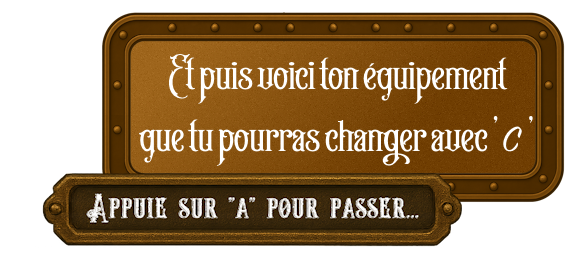 Et puis voici ton équipement
que tu pourras changer avec 'C'
Appuie sur "A" pour passer...